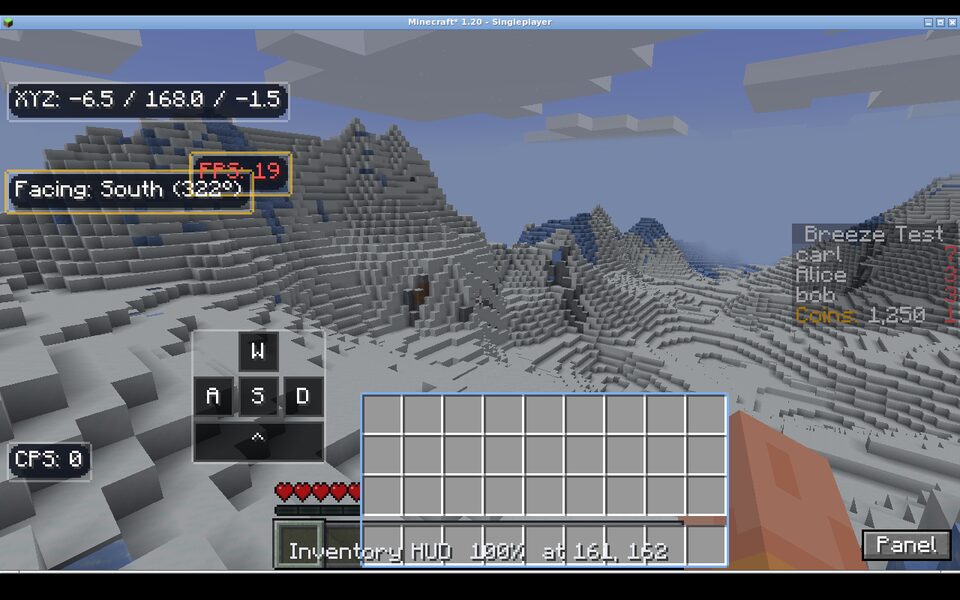 Minecraft* 1.20 - Singleplayer
XYZ: -6.5 / 168.0 / -1.5
FPS: 19
Facing: South (322°)
Breeze Test
carl
Alice
bob
Coins: 1,250
W
A S D
^
CPS: 0
Inventory HUD 100% at 161, 162
Panel